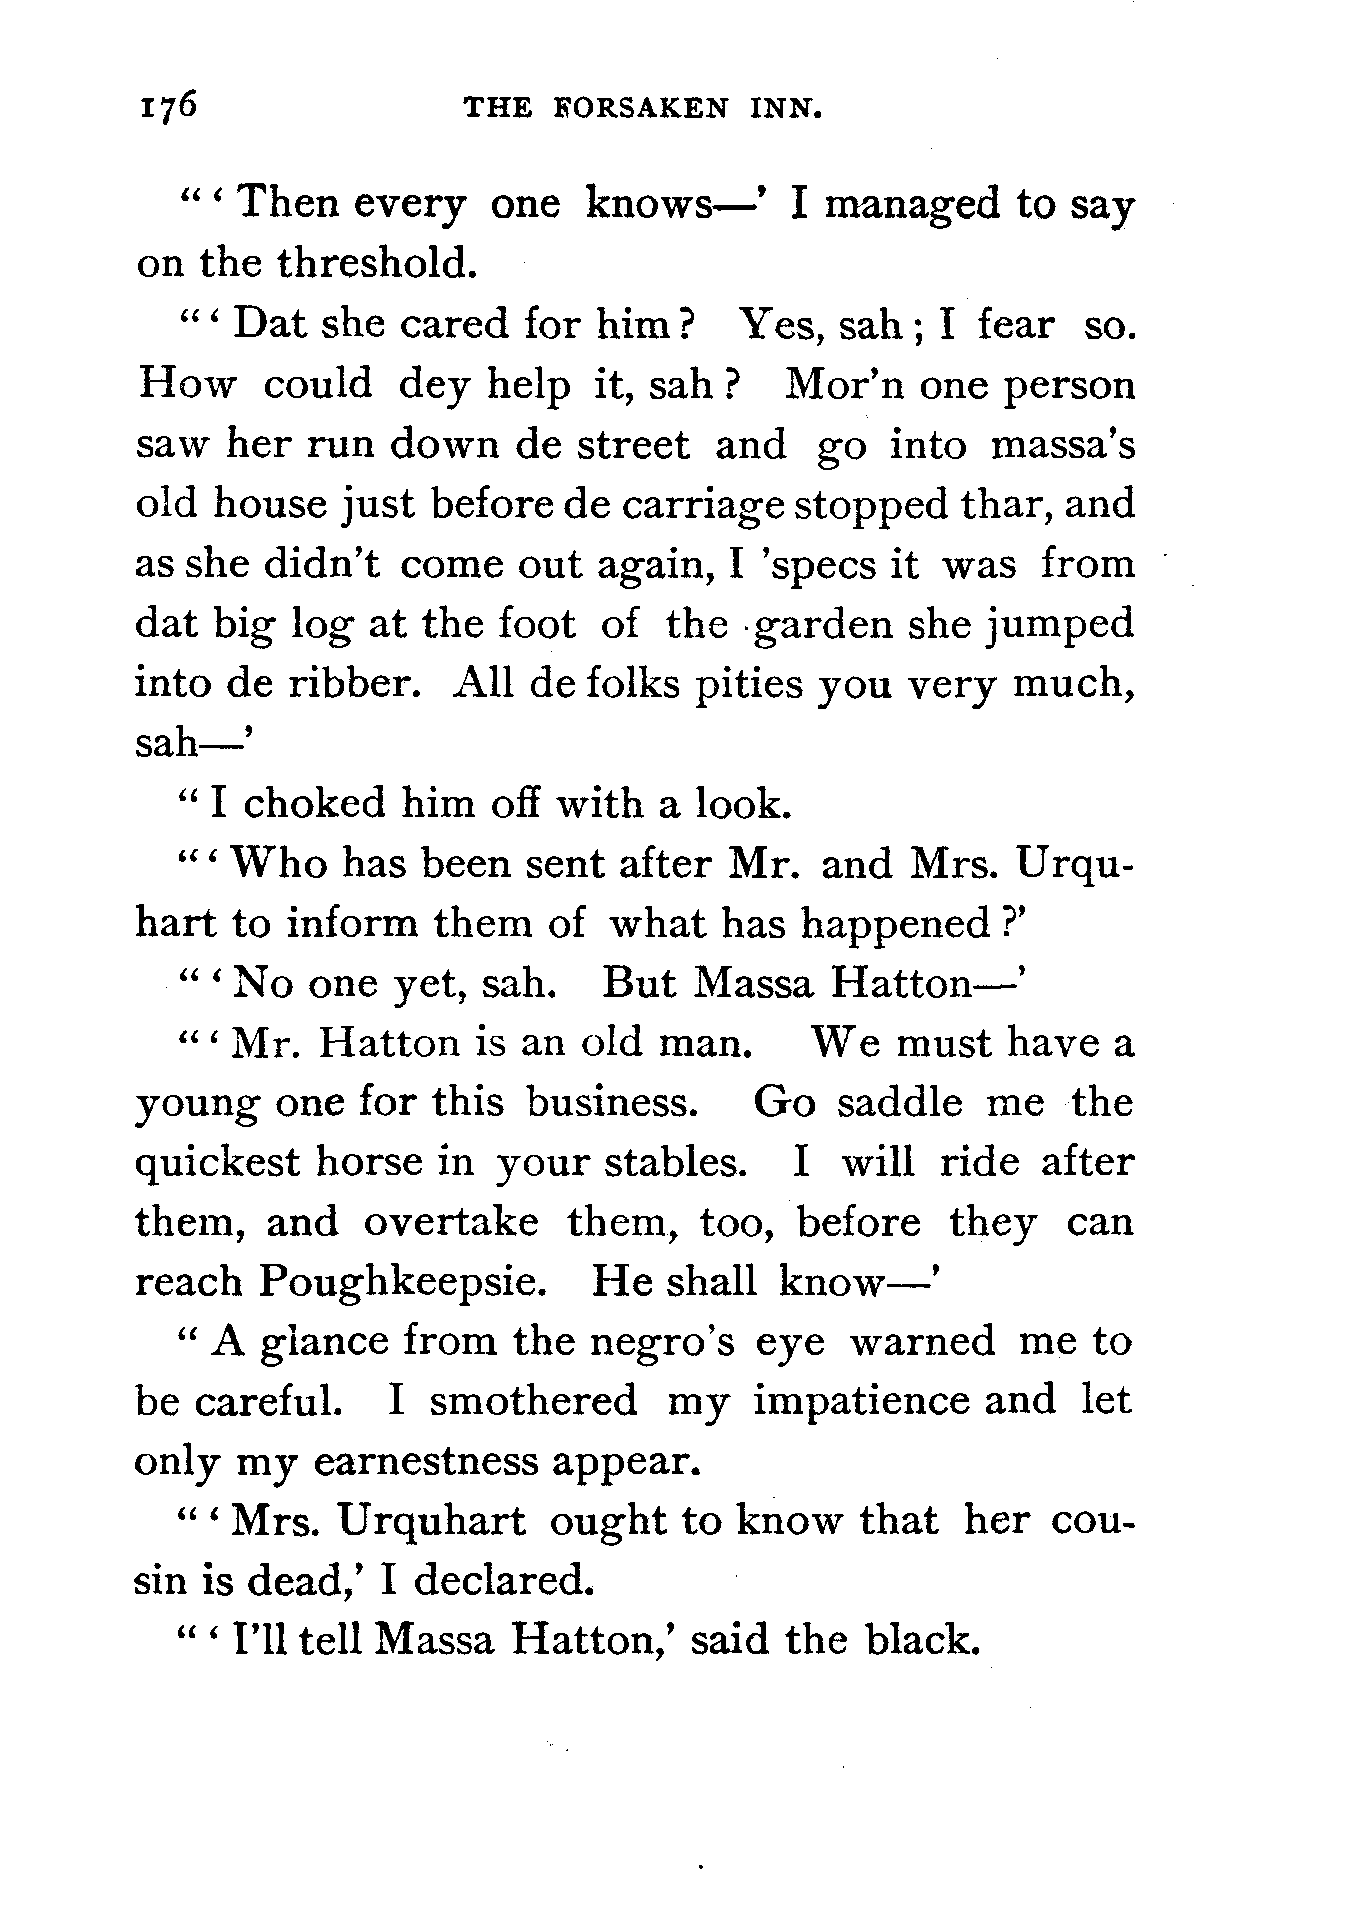 176 THE FORSAKEN INN.
" ' Then every one knows—' I managed to say
on the threshold.
" ' Dat she cared for him? Yes, sah; I fear so.
How could dey help it, sah? Mor'n one person
saw her run down de street and go into massa's
old house just before de carriage stopped thar, and
as she didn't come out again, I 'specs it was from
dat big log at the foot of the garden she jumped
into de ribber. All de folks pities you very much,
sah—'
" I choked him off with a look.
" ' Who has been sent after Mr. and Mrs. Urqu-
hart to inform them of what has happened?'
" ' No one yet, sah. But Massa Hatton—'
" ' Mr. Hatton is an old man. We must have a
young one for this business. Go saddle me the
quickest horse in your stables. I will ride after
them, and overtake them, too, before they can
reach Poughkeepsie. He shall know—'
" A glance from the negro's eye warned me to
be careful. I smothered my impatience and let
only my earnestness appear.
" ' Mrs. Urquhart ought to know that her cou-
sin is dead,' I declared.
" ' I'll tell Massa Hatton,' said the black.